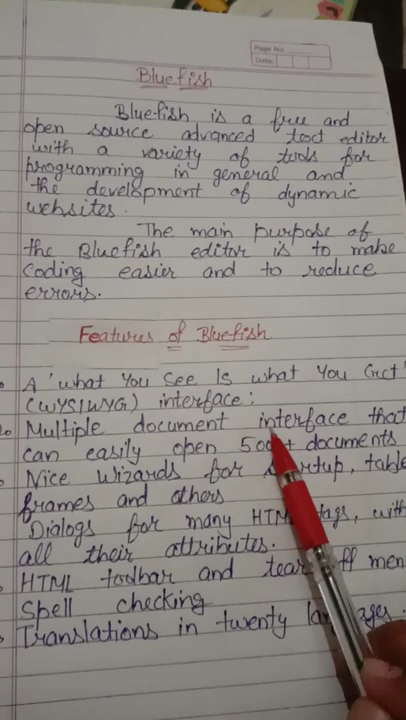 Page No.
Date:
Bluefish
Bluefish is a free and
open source advanced text editor
with a variety of tools for
programming in general and
the development of dynamic
websites.
The main purpose of
the Bluefish editor is to make
Coding easier and to reduce
errors.
Features of Bluefish
A 'what You See Is what You Get'
(WYSIWYG) interface:
Multiple document interface that
can easily open 500+ documents
Nice Wizards for startup, table
frames and others
Dialogs for many HTML tags, with
all their attributes.
HTML toolbar and tear off men
Spell checking
Translations in twenty languages.